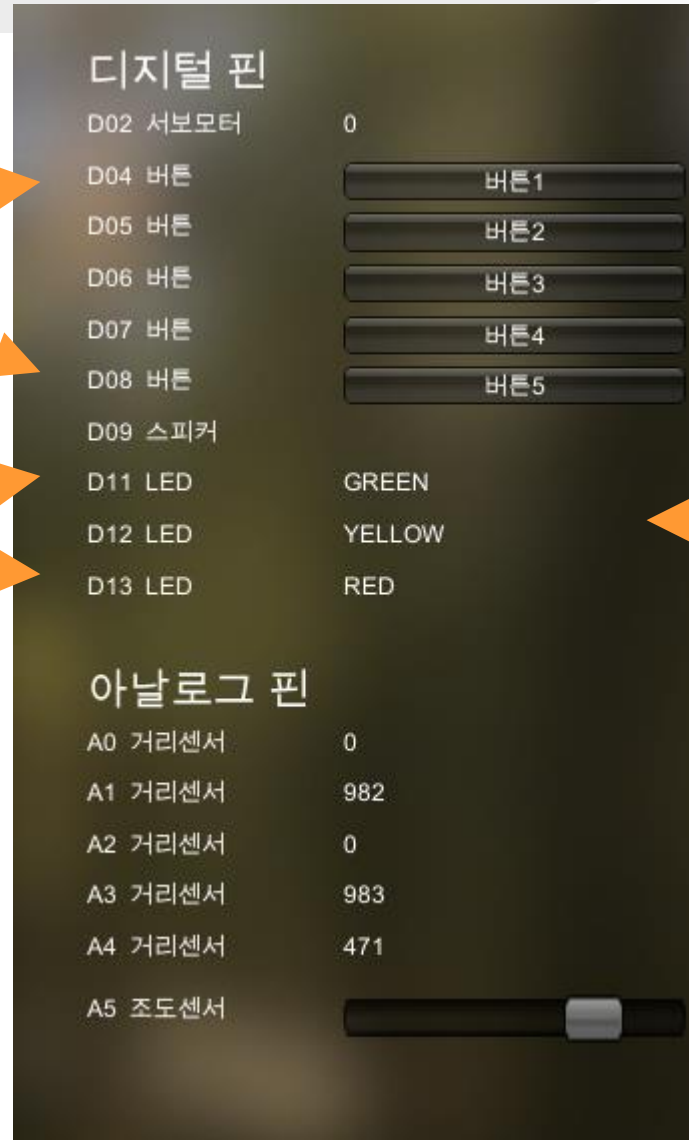 디지털 핀
D02 서보모터 0
D04 버튼 버튼1
D05 버튼 버튼2
D06 버튼 버튼3
D07 버튼 버튼4
D08 버튼 버튼5
D09 스피커
D11 LED GREEN
D12 LED YELLOW
D13 LED RED
아날로그 핀
A0 거리센서 0
A1 거리센서 982
A2 거리센서 0
A3 거리센서 983
A4 거리센서 471
A5 조도센서